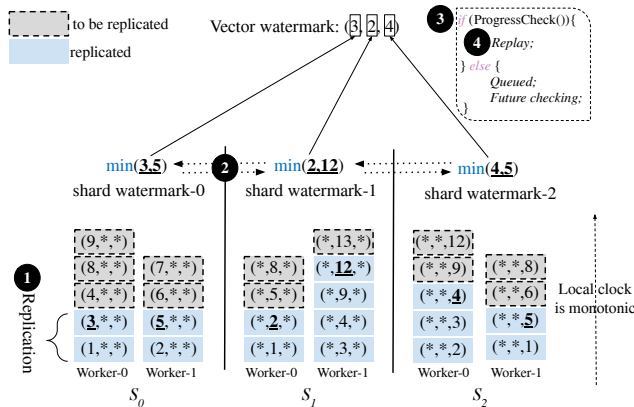 to be replicated
replicated
Vector watermark: (3, 2, 4)
3
if (ProgressCheck()){
4
Replay;
} else {
Queued;
Future checking;
}
min(3,5)
2
min(2,12)
min(4,5)
shard watermark-0
shard watermark-1
shard watermark-2
1
Replication
(9,*,*)
(8,*,*) (7,*,*)
(4,*,*) (6,*,*)
(3,*,*) (5,*,*)
(1,*,*) (2,*,*)
Worker-0 Worker-1
S0
(*,13,*)
(*,8,*) (*,12,*)
(*,5,*) (*,9,*)
(*,2,*) (*,4,*)
(*,1,*) (*,3,*)
Worker-0 Worker-1
S1
(*,*,12)
(*,*,9) (*,*,8)
(*,*,4) (*,*,6)
(*,*,3) (*,*,5)
(*,*,2) (*,*,1)
Worker-0 Worker-1
S2
Local clock
is monotonic